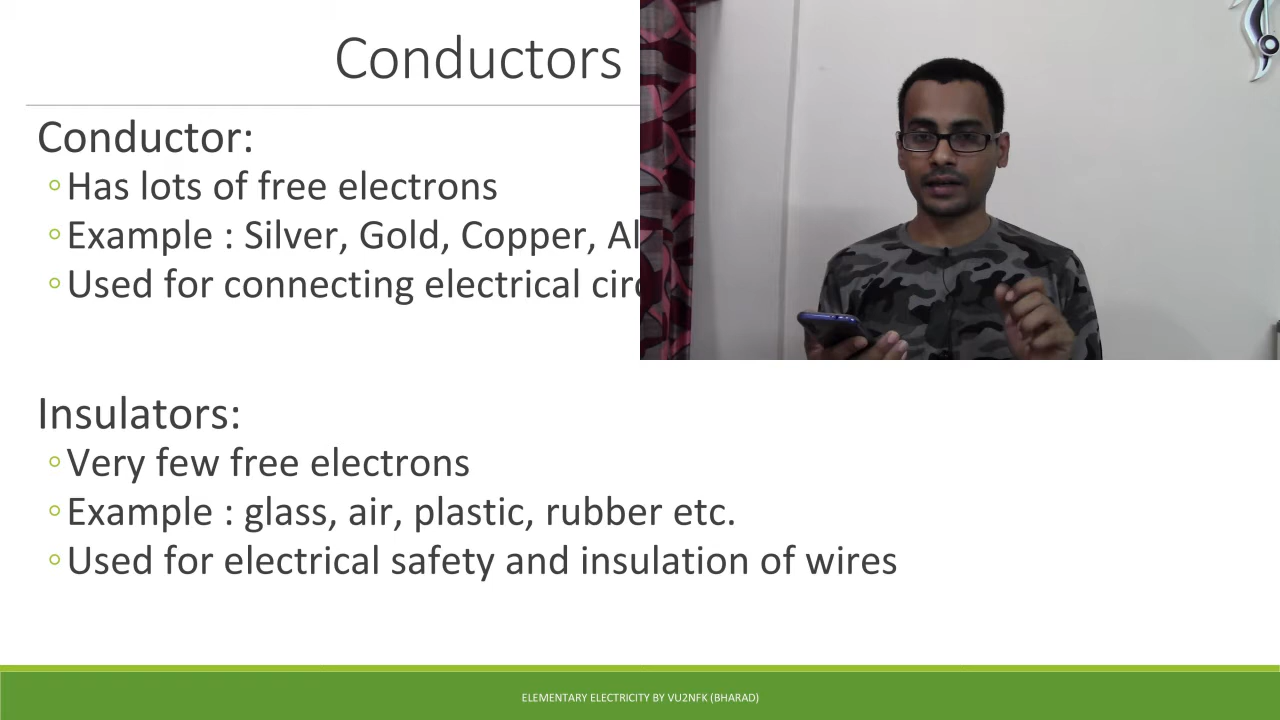 Conductors
Conductor:
◦Has lots of free electrons
◦Example : Silver, Gold, Copper,
◦Used for connecting electrical
Insulators:
◦Very few free electrons
◦Example : glass, air, plastic, rubber etc.
◦Used for electrical safety and insulation of wires
ELEMENTARY ELECTRICITY BY VU2NFK (BHARAD)